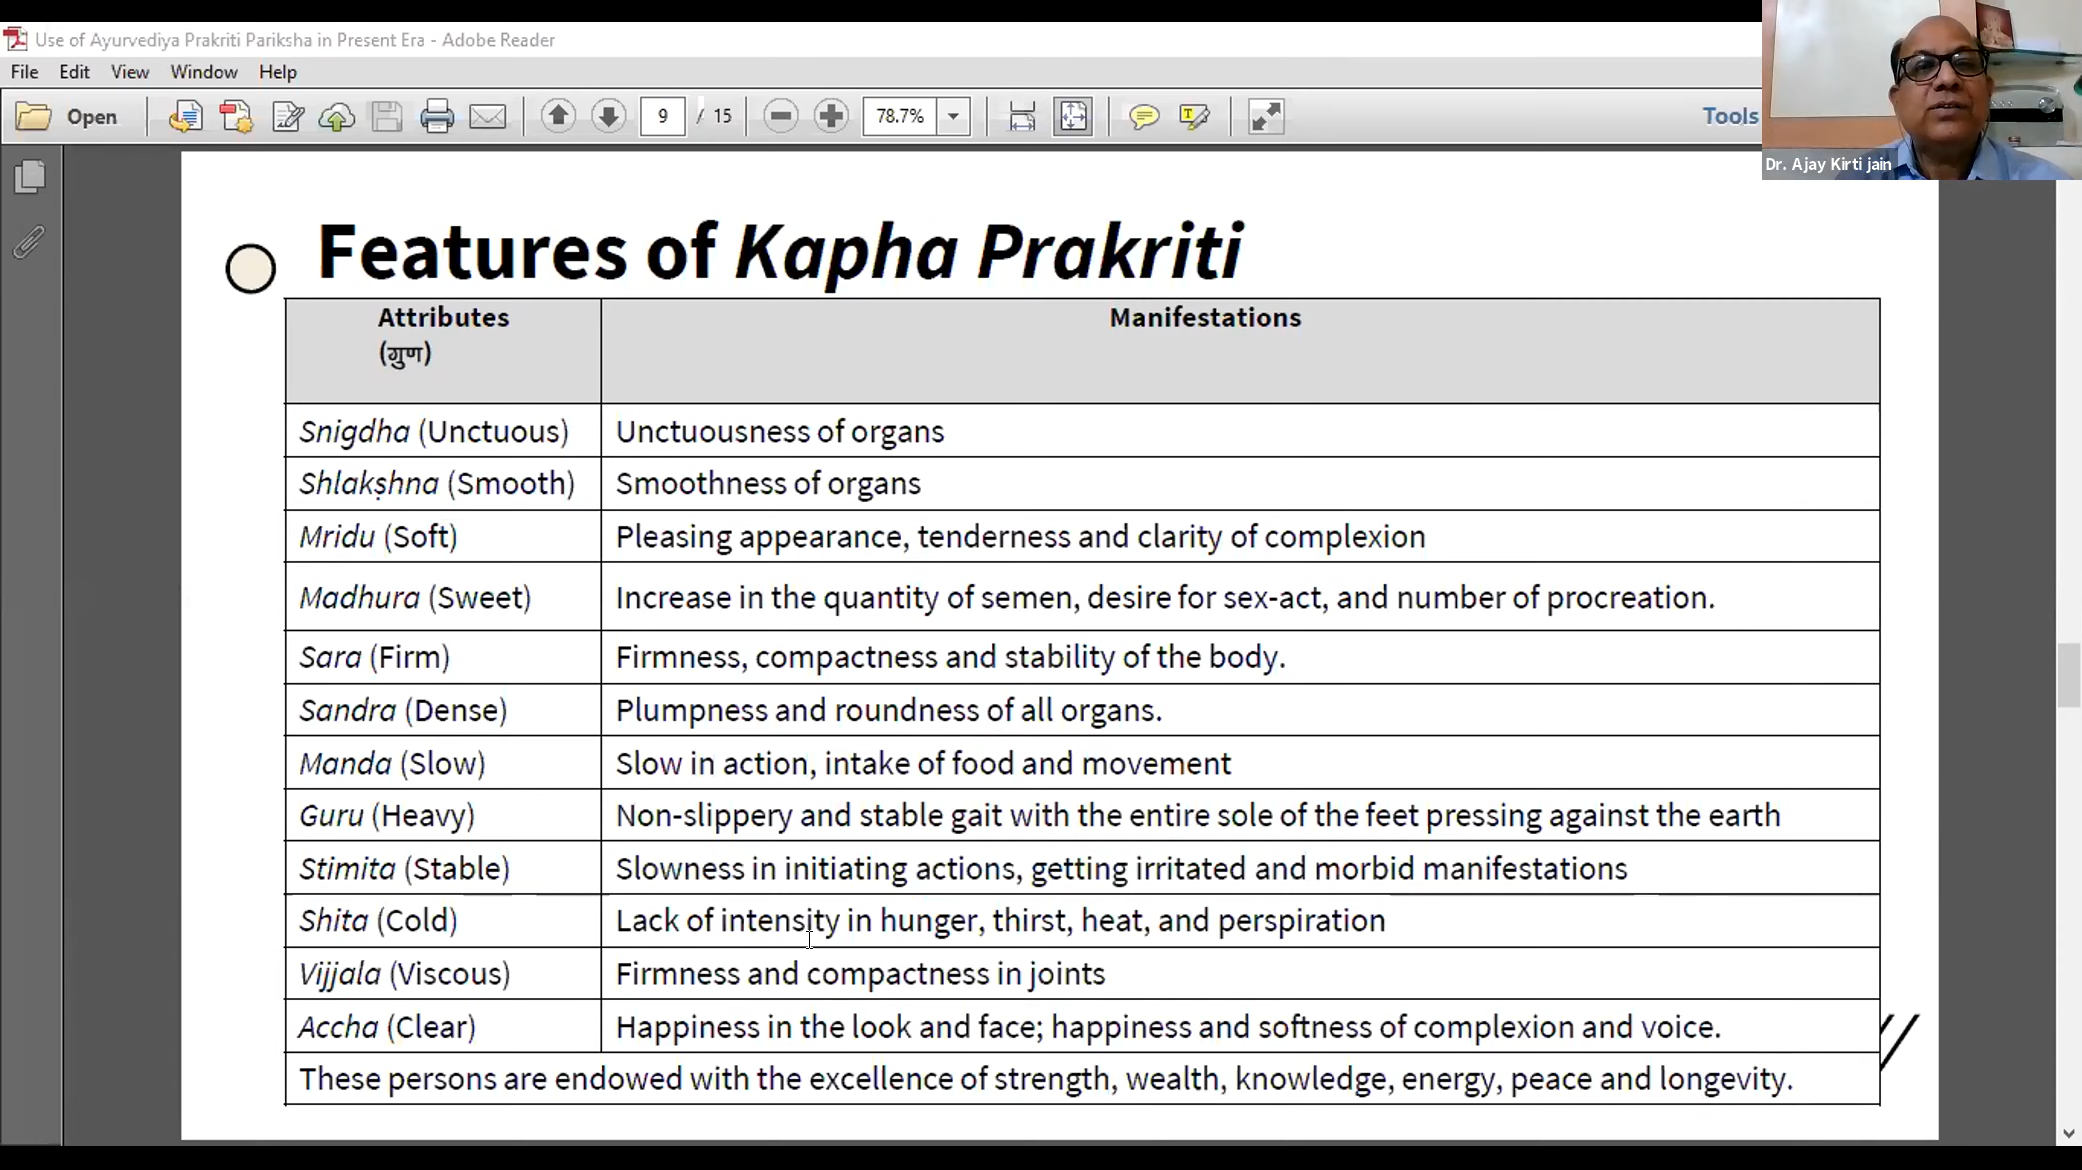 Use of Ayurvediya Prakriti Pariksha in Present Era - Adobe Reader
File Edit View Window Help
Open 9 / 15 78.7% Tools
Dr. Ajay Kirti jain
Features of Kapha Prakriti
Attributes Manifestations
(गुण)
Snigdha (Unctuous) Unctuousness of organs
Shlakṣhna (Smooth) Smoothness of organs
Mridu (Soft) Pleasing appearance, tenderness and clarity of complexion
Madhura (Sweet) Increase in the quantity of semen, desire for sex-act, and number of procreation.
Sara (Firm) Firmness, compactness and stability of the body.
Sandra (Dense) Plumpness and roundness of all organs.
Manda (Slow) Slow in action, intake of food and movement
Guru (Heavy) Non-slippery and stable gait with the entire sole of the feet pressing against the earth
Stimita (Stable) Slowness in initiating actions, getting irritated and morbid manifestations
Shita (Cold) Lack of intensity in hunger, thirst, heat, and perspiration
Vijjala (Viscous) Firmness and compactness in joints
Accha (Clear) Happiness in the look and face; happiness and softness of complexion and voice.
These persons are endowed with the excellence of strength, wealth, knowledge, energy, peace and longevity.